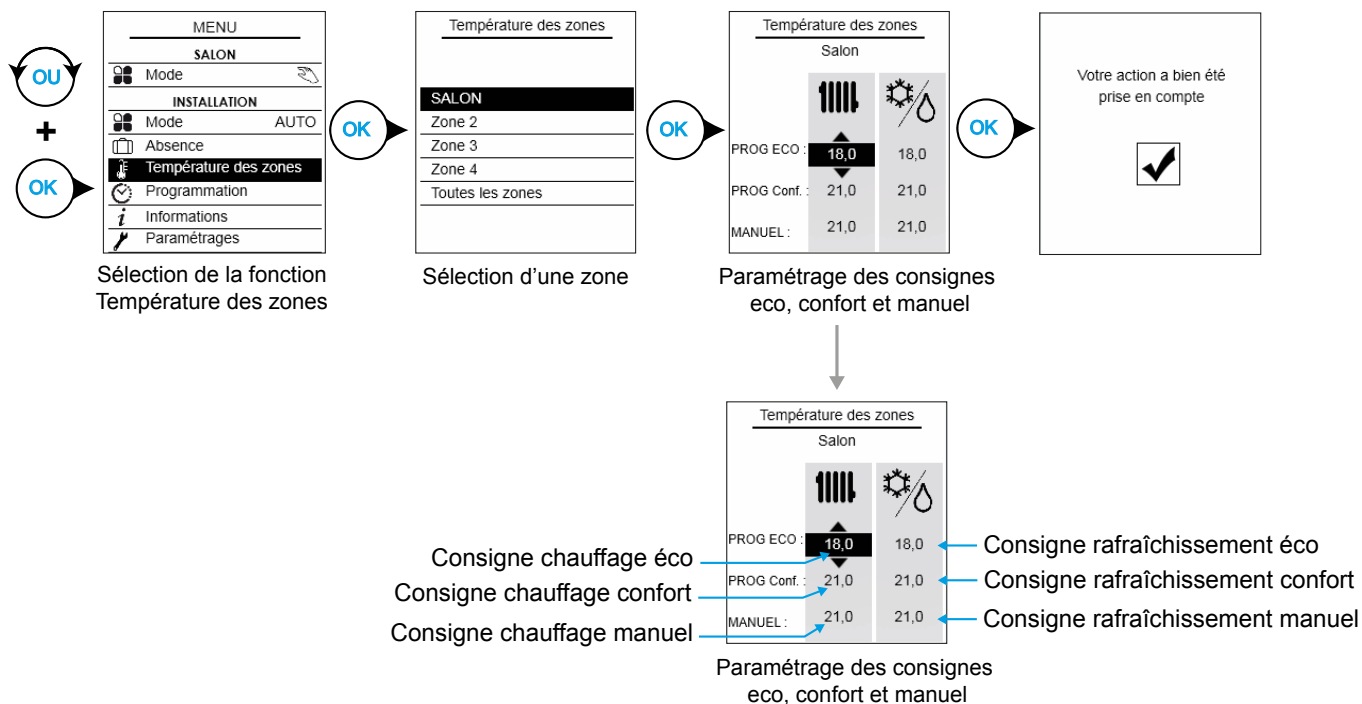 OU
+
OK
MENU
SALON
Mode
INSTALLATION
Mode AUTO
Absence
Température des zones
Programmation
i Informations
Paramétrages
Sélection de la fonction
Température des zones
OK
Température des zones
SALON
Zone 2
Zone 3
Zone 4
Toutes les zones
Sélection d’une zone
OK
Température des zones
Salon
PROG ECO : 18,0 18,0
PROG Conf. : 21,0 21,0
MANUEL : 21,0 21,0
Paramétrage des consignes
eco, confort et manuel
OK
Votre action a bien été
prise en compte
Température des zones
Salon
PROG ECO : 18,0 18,0
PROG Conf. : 21,0 21,0
MANUEL : 21,0 21,0
Consigne chauffage éco
Consigne chauffage confort
Consigne chauffage manuel
Consigne rafraîchissement éco
Consigne rafraîchissement confort
Consigne rafraîchissement manuel
Paramétrage des consignes
eco, confort et manuel